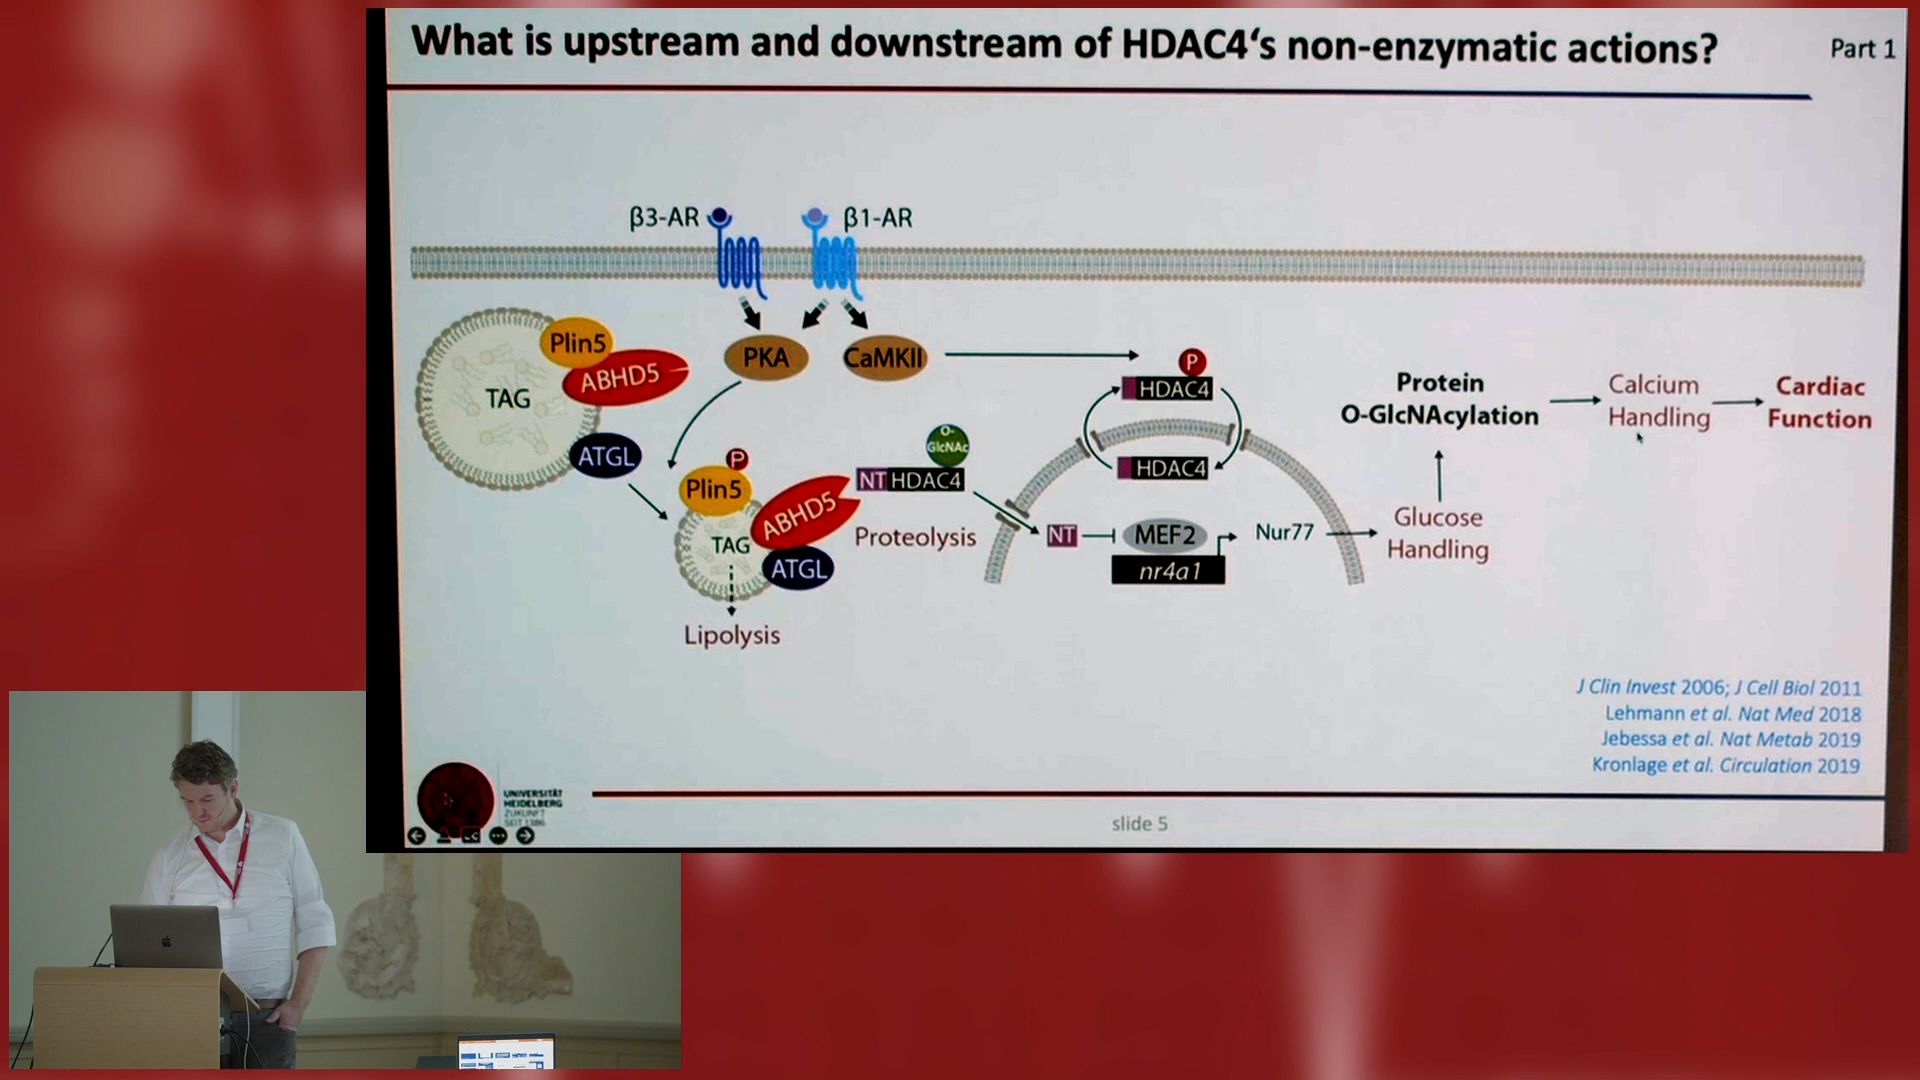 What is upstream and downstream of HDAC4‘s non-enzymatic actions?
Part 1
β3-AR
β1-AR
Plin5
ABHD5
TAG
ATGL
PKA
CaMKII
P
HDAC4
HDAC4
P
Plin5
ABHD5
TAG
ATGL
Lipolysis
O-
GlcNAc
NT HDAC4
Proteolysis
NT
MEF2
nr4a1
Nur77
Glucose
Handling
Protein
O-GlcNAcylation
Calcium
Handling
Cardiac
Function
J Clin Invest 2006; J Cell Biol 2011
Lehmann et al. Nat Med 2018
Jebessa et al. Nat Metab 2019
Kronlage et al. Circulation 2019
UNIVERSITÄT
HEIDELBERG
ZUKUNFT
SEIT 1386
slide 5